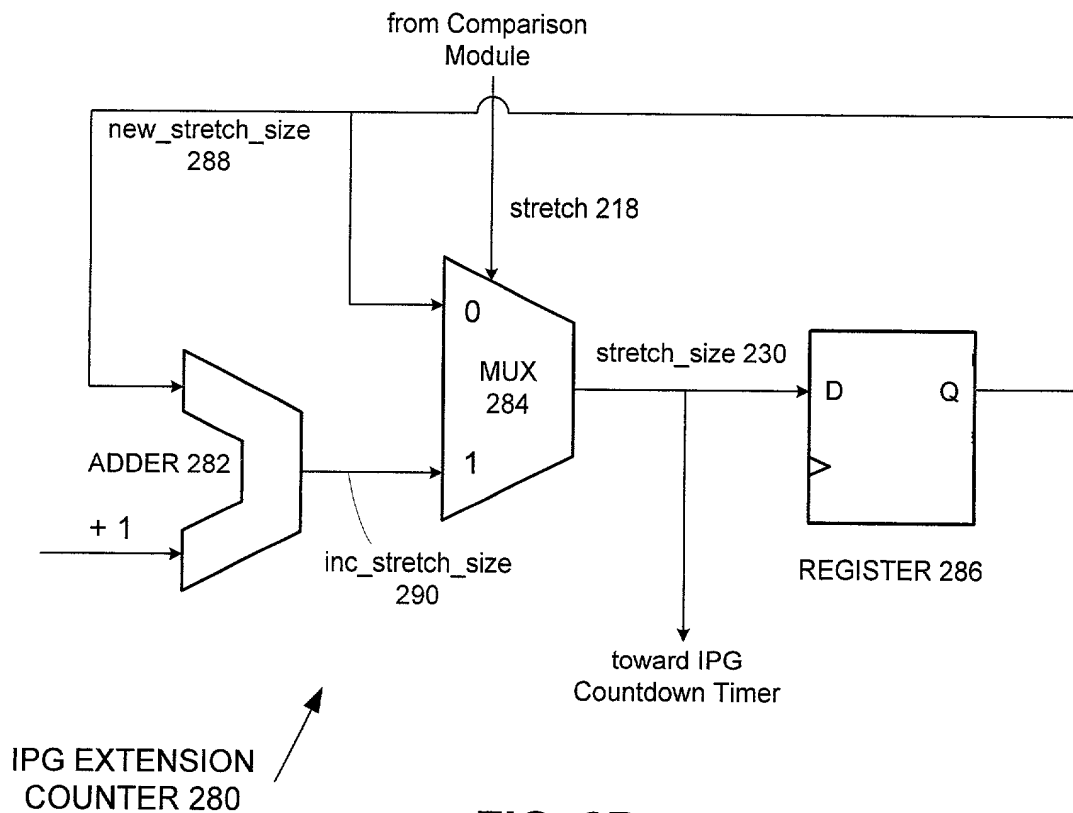 from Comparison
Module
new_stretch_size
288
stretch 218
0
MUX
284
1
stretch_size 230
D Q
ADDER 282
+ 1
inc_stretch_size
290
REGISTER 286
toward IPG
Countdown Timer
IPG EXTENSION
COUNTER 280